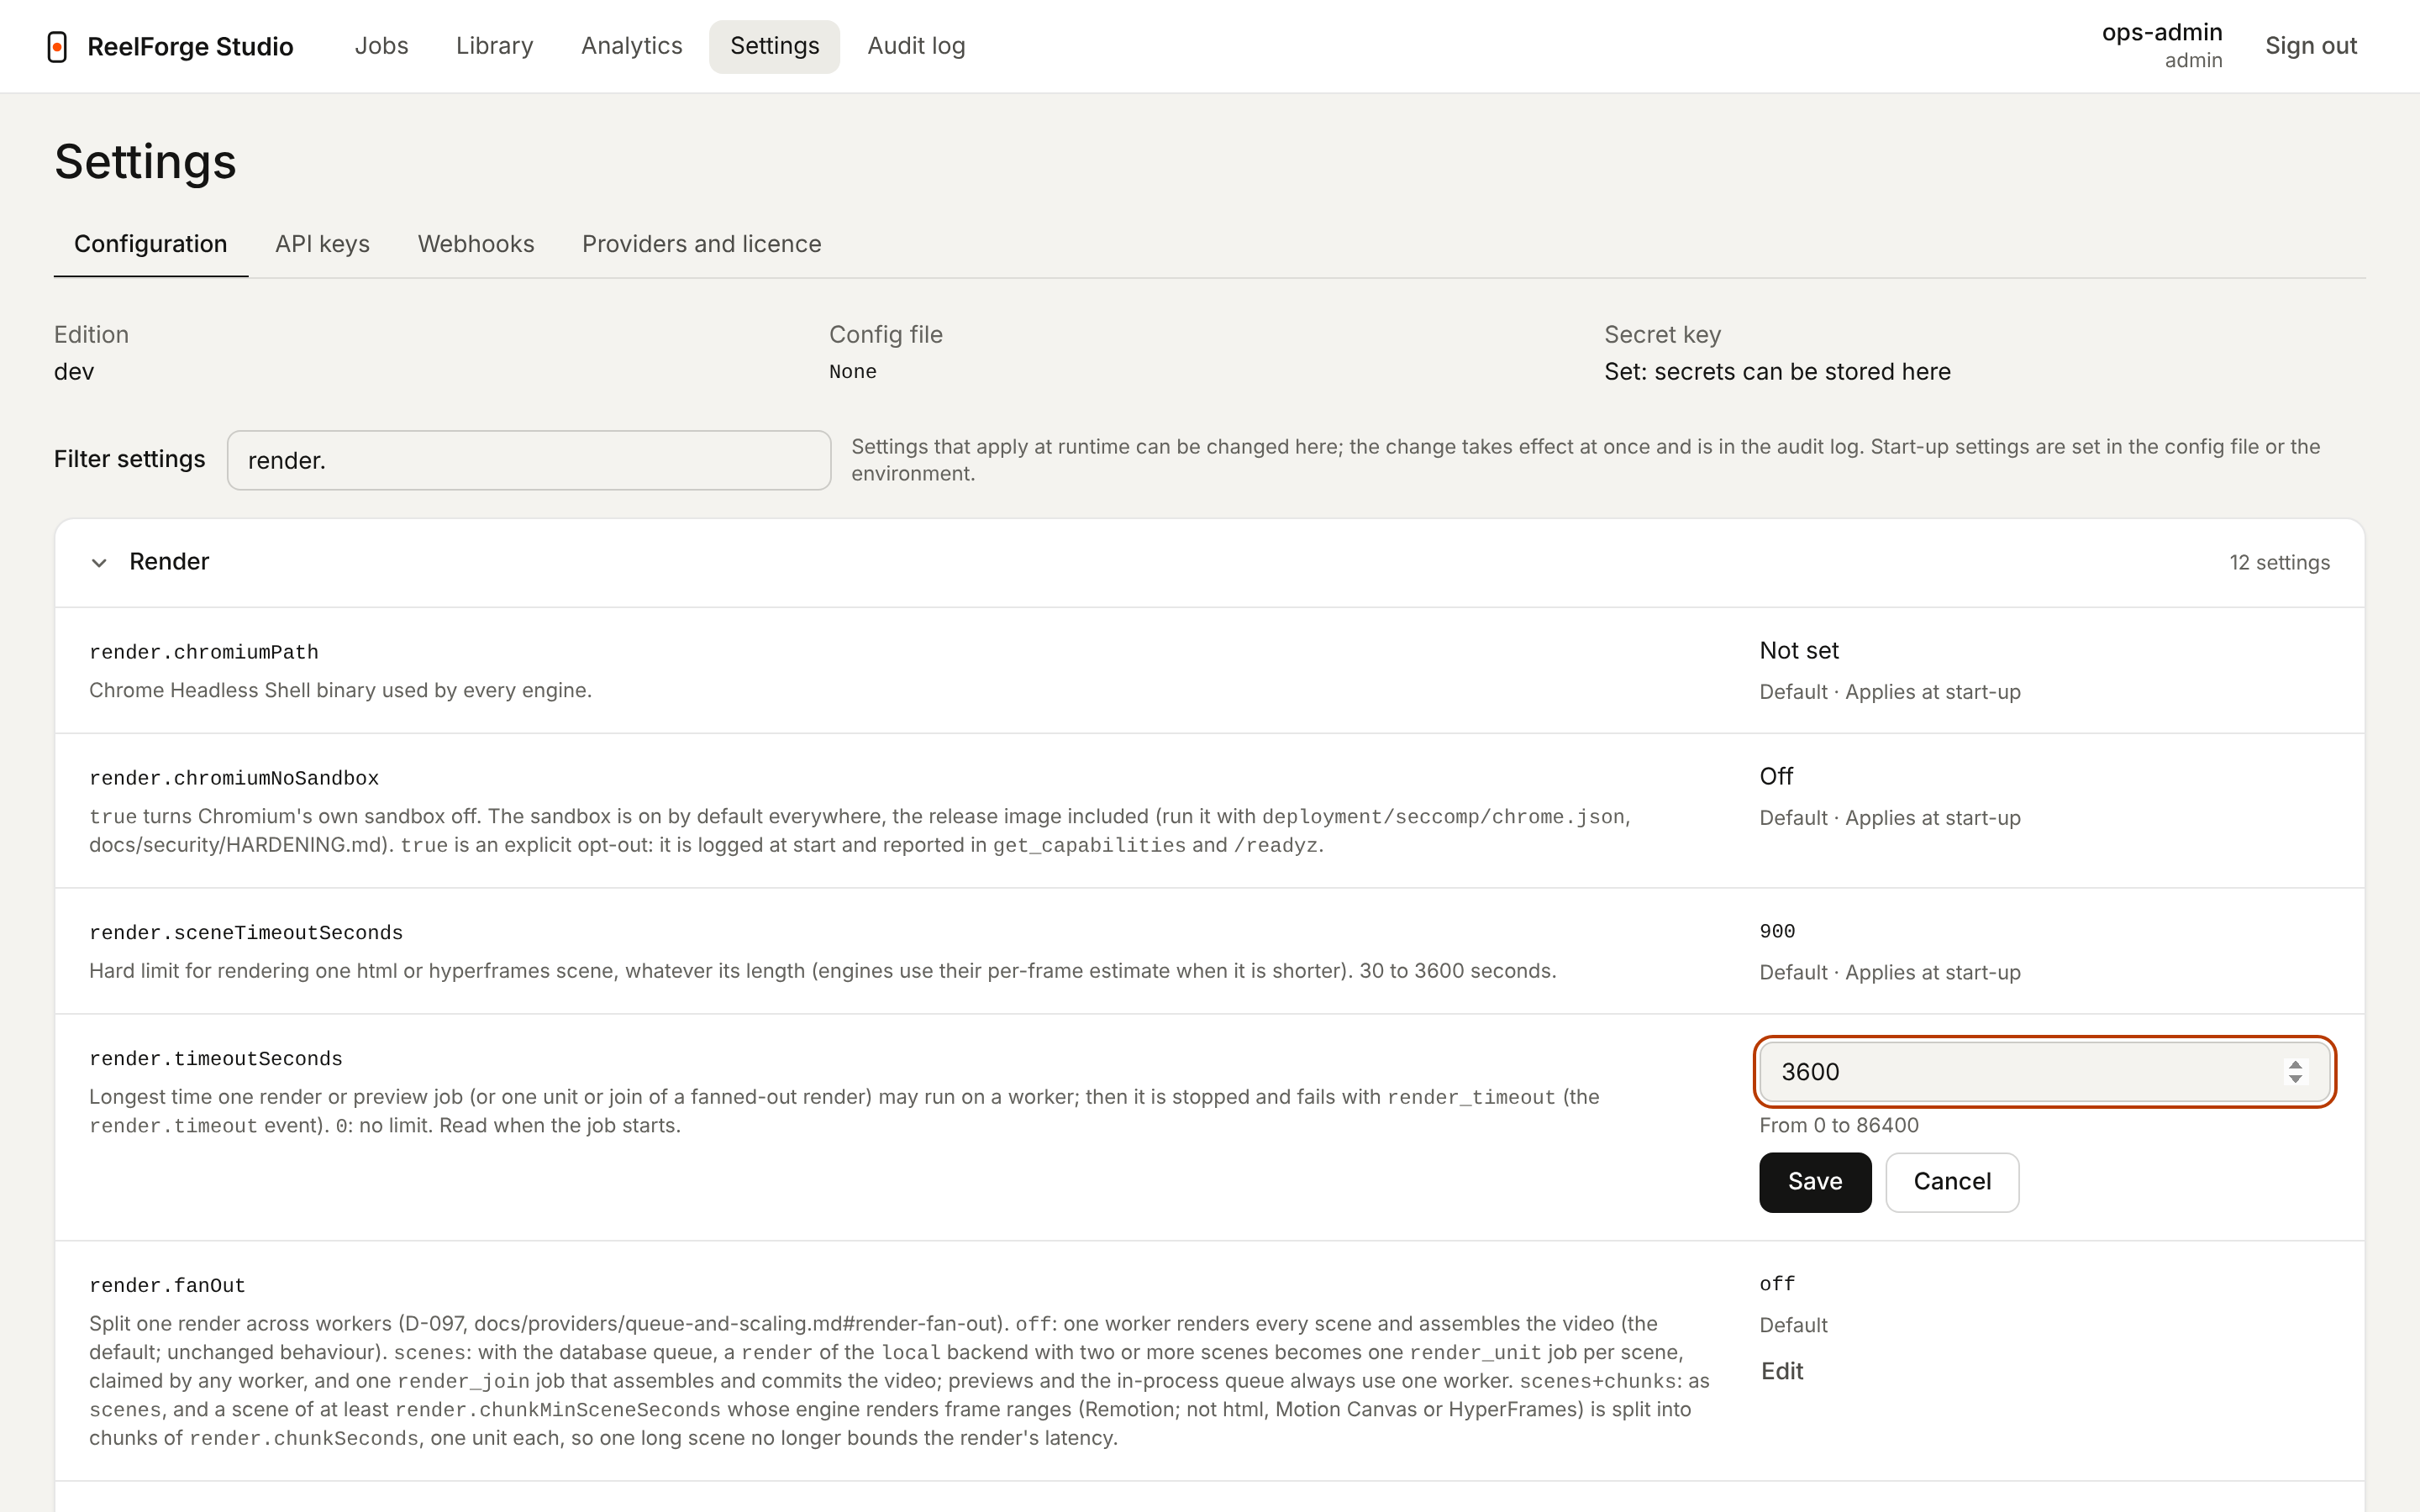 ReelForge Studio
Jobs
Library
Analytics
Settings
Audit log
ops-admin
admin
Sign out
Settings
Configuration
API keys
Webhooks
Providers and licence
Edition
dev
Config file
None
Secret key
Set: secrets can be stored here
Filter settings
render.
Settings that apply at runtime can be changed here; the change takes effect at once and is in the audit log. Start-up settings are set in the config file or the
environment.
Render
12 settings
render.chromiumPath
Chrome Headless Shell binary used by every engine.
Not set
Default · Applies at start-up
render.chromiumNoSandbox
true turns Chromium's own sandbox off. The sandbox is on by default everywhere, the release image included (run it with deployment/seccomp/chrome.json,
docs/security/HARDENING.md). true is an explicit opt-out: it is logged at start and reported in get_capabilities and /readyz.
Off
Default · Applies at start-up
render.sceneTimeoutSeconds
Hard limit for rendering one html or hyperframes scene, whatever its length (engines use their per-frame estimate when it is shorter). 30 to 3600 seconds.
900
Default · Applies at start-up
render.timeoutSeconds
Longest time one render or preview job (or one unit or join of a fanned-out render) may run on a worker; then it is stopped and fails with render_timeout (the
render.timeout event). 0: no limit. Read when the job starts.
3600
From 0 to 86400
Save
Cancel
render.fanOut
Split one render across workers (D-097, docs/providers/queue-and-scaling.md#render-fan-out). off: one worker renders every scene and assembles the video (the
default; unchanged behaviour). scenes: with the database queue, a render of the local backend with two or more scenes becomes one render_unit job per scene,
claimed by any worker, and one render_join job that assembles and commits the video; previews and the in-process queue always use one worker. scenes+chunks: as
scenes, and a scene of at least render.chunkMinSceneSeconds whose engine renders frame ranges (Remotion; not html, Motion Canvas or HyperFrames) is split into
chunks of render.chunkSeconds, one unit each, so one long scene no longer bounds the render's latency.
off
Default
Edit